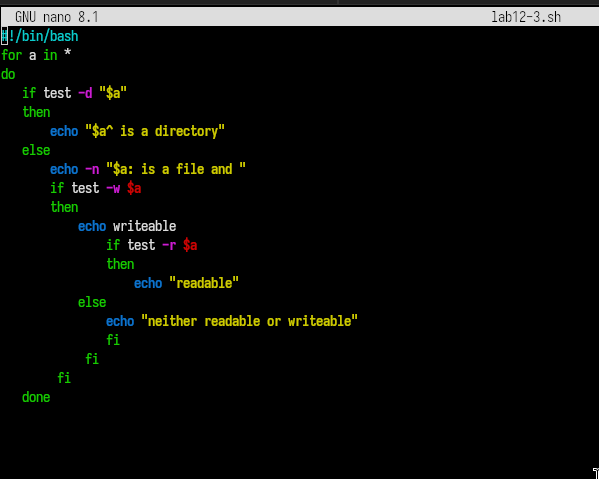 GNU nano 8.1 lab12-3.sh
#!/bin/bash
for a in *
do
if test -d "$a"
then
echo "$a^ is a directory"
else
echo -n "$a: is a file and "
if test -w $a
then
echo writeable
if test -r $a
then
echo "readable"
else
echo "neither readable or writeable"
fi
fi
fi
done